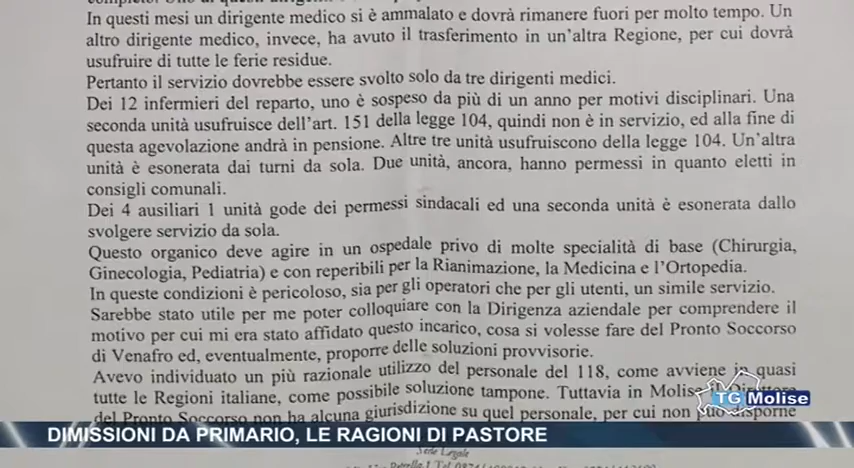 In questi mesi un dirigente medico si è ammalato e dovrà rimanere fuori per molto tempo. Un
altro dirigente medico, invece, ha avuto il trasferimento in un'altra Regione, per cui dovrà
usufruire di tutte le ferie residue.
Pertanto il servizio dovrebbe essere svolto solo da tre dirigenti medici.
Dei 12 infermieri del reparto, uno è sospeso da più di un anno per motivi disciplinari. Una
seconda unità usufruisce dell'art. 151 della legge 104, quindi non è in servizio, ed alla fine di
questa agevolazione andrà in pensione. Altre tre unità usufruiscono della legge 104. Un'altra
unità è esonerata dai turni da sola. Due unità, ancora, hanno permessi in quanto eletti in
consigli comunali.
Dei 4 ausiliari 1 unità gode dei permessi sindacali ed una seconda unità è esonerata dallo
svolgere servizio da sola.
Questo organico deve agire in un ospedale privo di molte specialità di base (Chirurgia,
Ginecologia, Pediatria) e con reperibili per la Rianimazione, la Medicina e l'Ortopedia.
In queste condizioni è pericoloso, sia per gli operatori che per gli utenti, un simile servizio.
Sarebbe stato utile per me poter colloquiare con la Dirigenza aziendale per comprendere il
motivo per cui mi era stato affidato questo incarico, cosa si volesse fare del Pronto Soccorso
di Venafro ed, eventualmente, proporre delle soluzioni provvisorie.
Avevo individuato un più razionale utilizzo del personale del 118, come avviene in quasi
tutte le Regioni italiane, come possibile soluzione tampone. Tuttavia in Molise il Direttore
del Pronto Soccorso non ha alcuna giurisdizione su quel personale, per cui non può disporne
TG Molise
DIMISSIONI DA PRIMARIO, LE RAGIONI DI PASTORE
Sede Legale